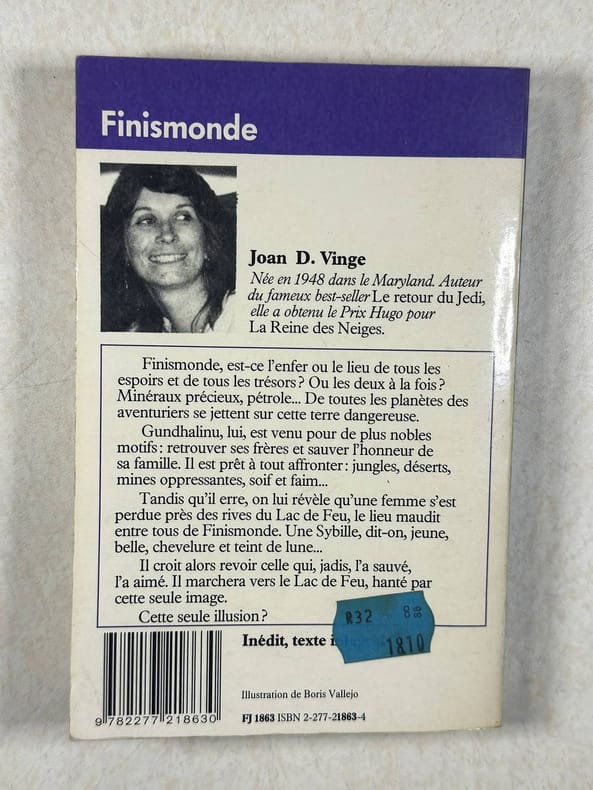 Finismonde
Joan D. Vinge
Née en 1948 dans le Maryland. Auteur
du fameux best-seller Le retour du Jedi,
elle a obtenu le Prix Hugo pour
La Reine des Neiges.
Finismonde, est-ce l'enfer ou le lieu de tous les
espoirs et de tous les trésors ? Ou les deux à la fois ?
Minéraux précieux, pétrole... De toutes les planètes des
aventuriers se jettent sur cette terre dangereuse.
Gundhalinu, lui, est venu pour de plus nobles
motifs : retrouver ses frères et sauver l'honneur de
sa famille. Il est prêt à tout affronter : jungles, déserts,
mines oppressantes, soif et faim...
Tandis qu'il erre, on lui révèle qu'une femme s'est
perdue près des rives du Lac de Feu, le lieu maudit
entre tous de Finismonde. Une Sybille, dit-on, jeune,
belle, chevelure et teint de lune...
Il croit alors revoir celle qui, jadis, l'a sauvé,
l'a aimé. Il marchera vers le Lac de Feu, hanté par
cette seule image.
Cette seule illusion ?
R32
1810
Inédit, texte
Illustration de Boris Vallejo
FJ 1863 ISBN 2-277-21863-4
9 782277 218630